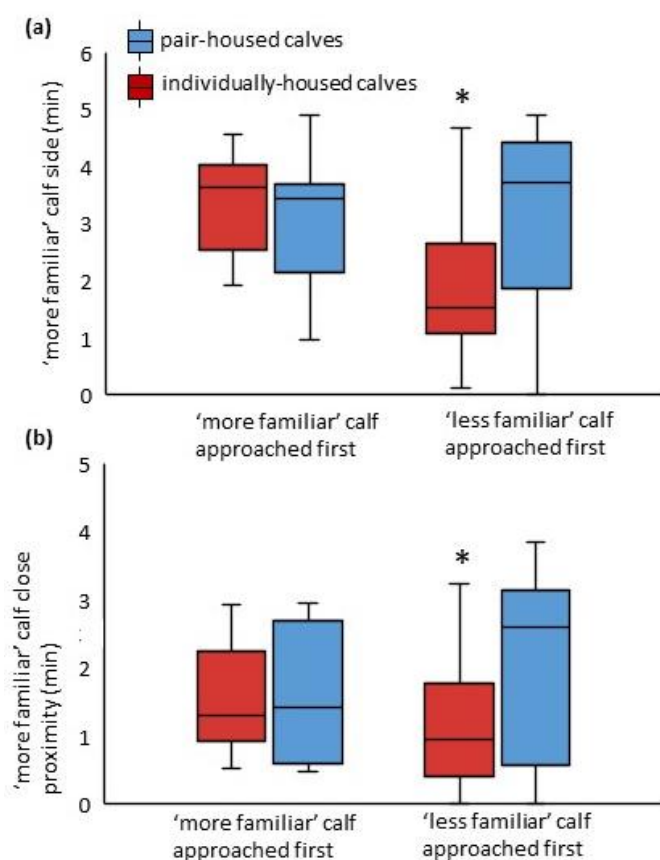 (a)
pair-housed calves
individually-housed calves
'more familiar' calf side (min)
6
5
4
3
2
1
0
*
'more familiar' calf
approached first
'less familiar' calf
approached first
(b)
'more familiar' calf close
proximity (min)
5
4
3
2
1
0
*
'more familiar' calf
approached first
'less familiar' calf
approached first